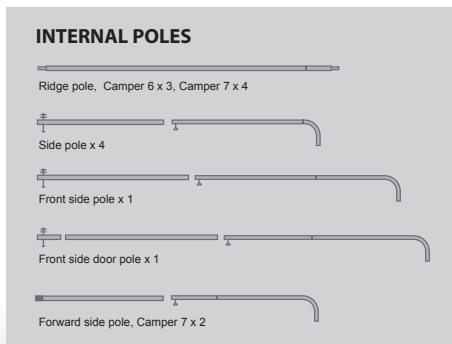 INTERNAL POLES
Ridge pole, Camper 6 x 3, Camper 7 x 4
Side pole x 4
Front side pole x 1
Front side door pole x 1
Forward side pole, Camper 7 x 2